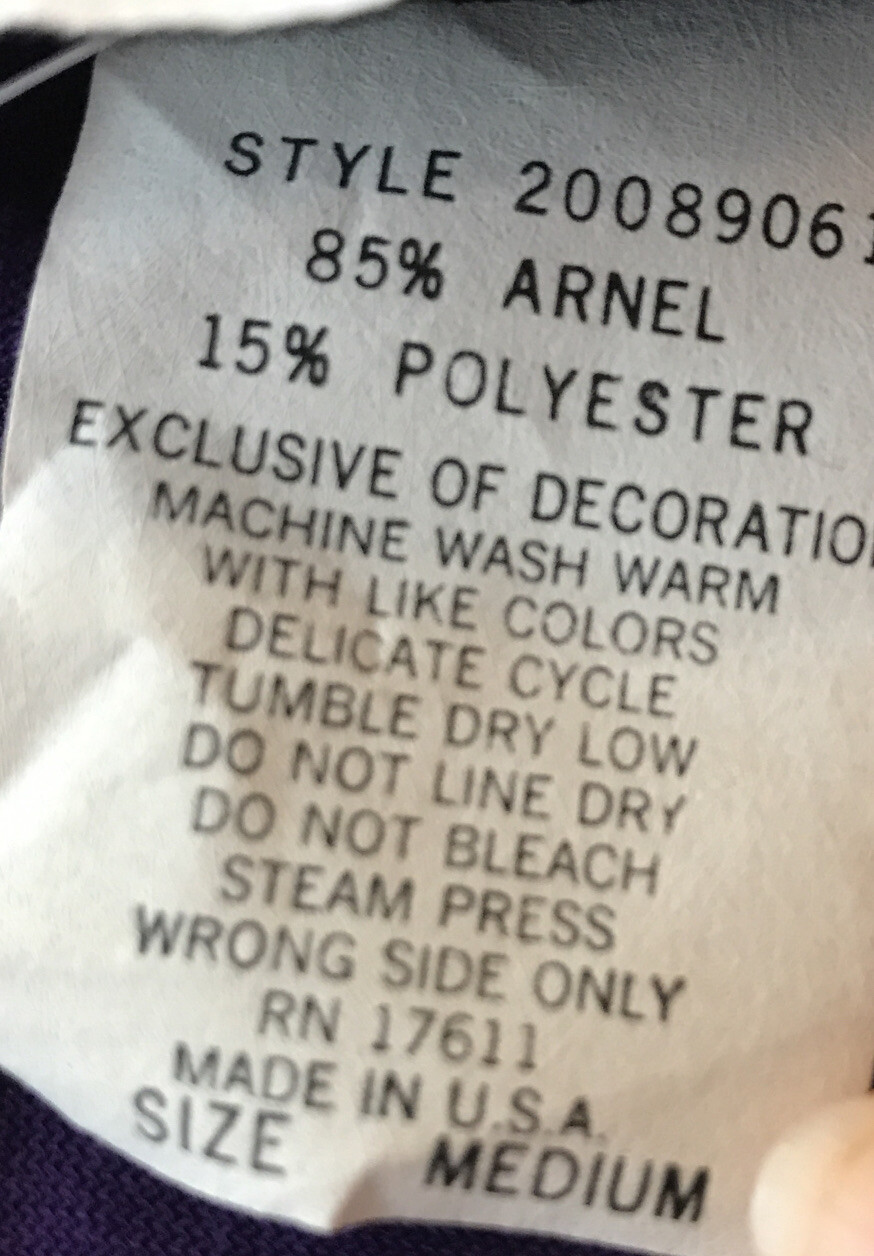 STYLE 20089061
85% ARNEL
15% POLYESTER
EXCLUSIVE OF DECORATIO
MACHINE WASH WARM
WITH LIKE COLORS
DELICATE CYCLE
TUMBLE DRY LOW
DO NOT LINE DRY
DO NOT BLEACH
STEAM PRESS
WRONG SIDE ONLY
RN 17611
MADE IN U.S.A.
SIZE MEDIUM